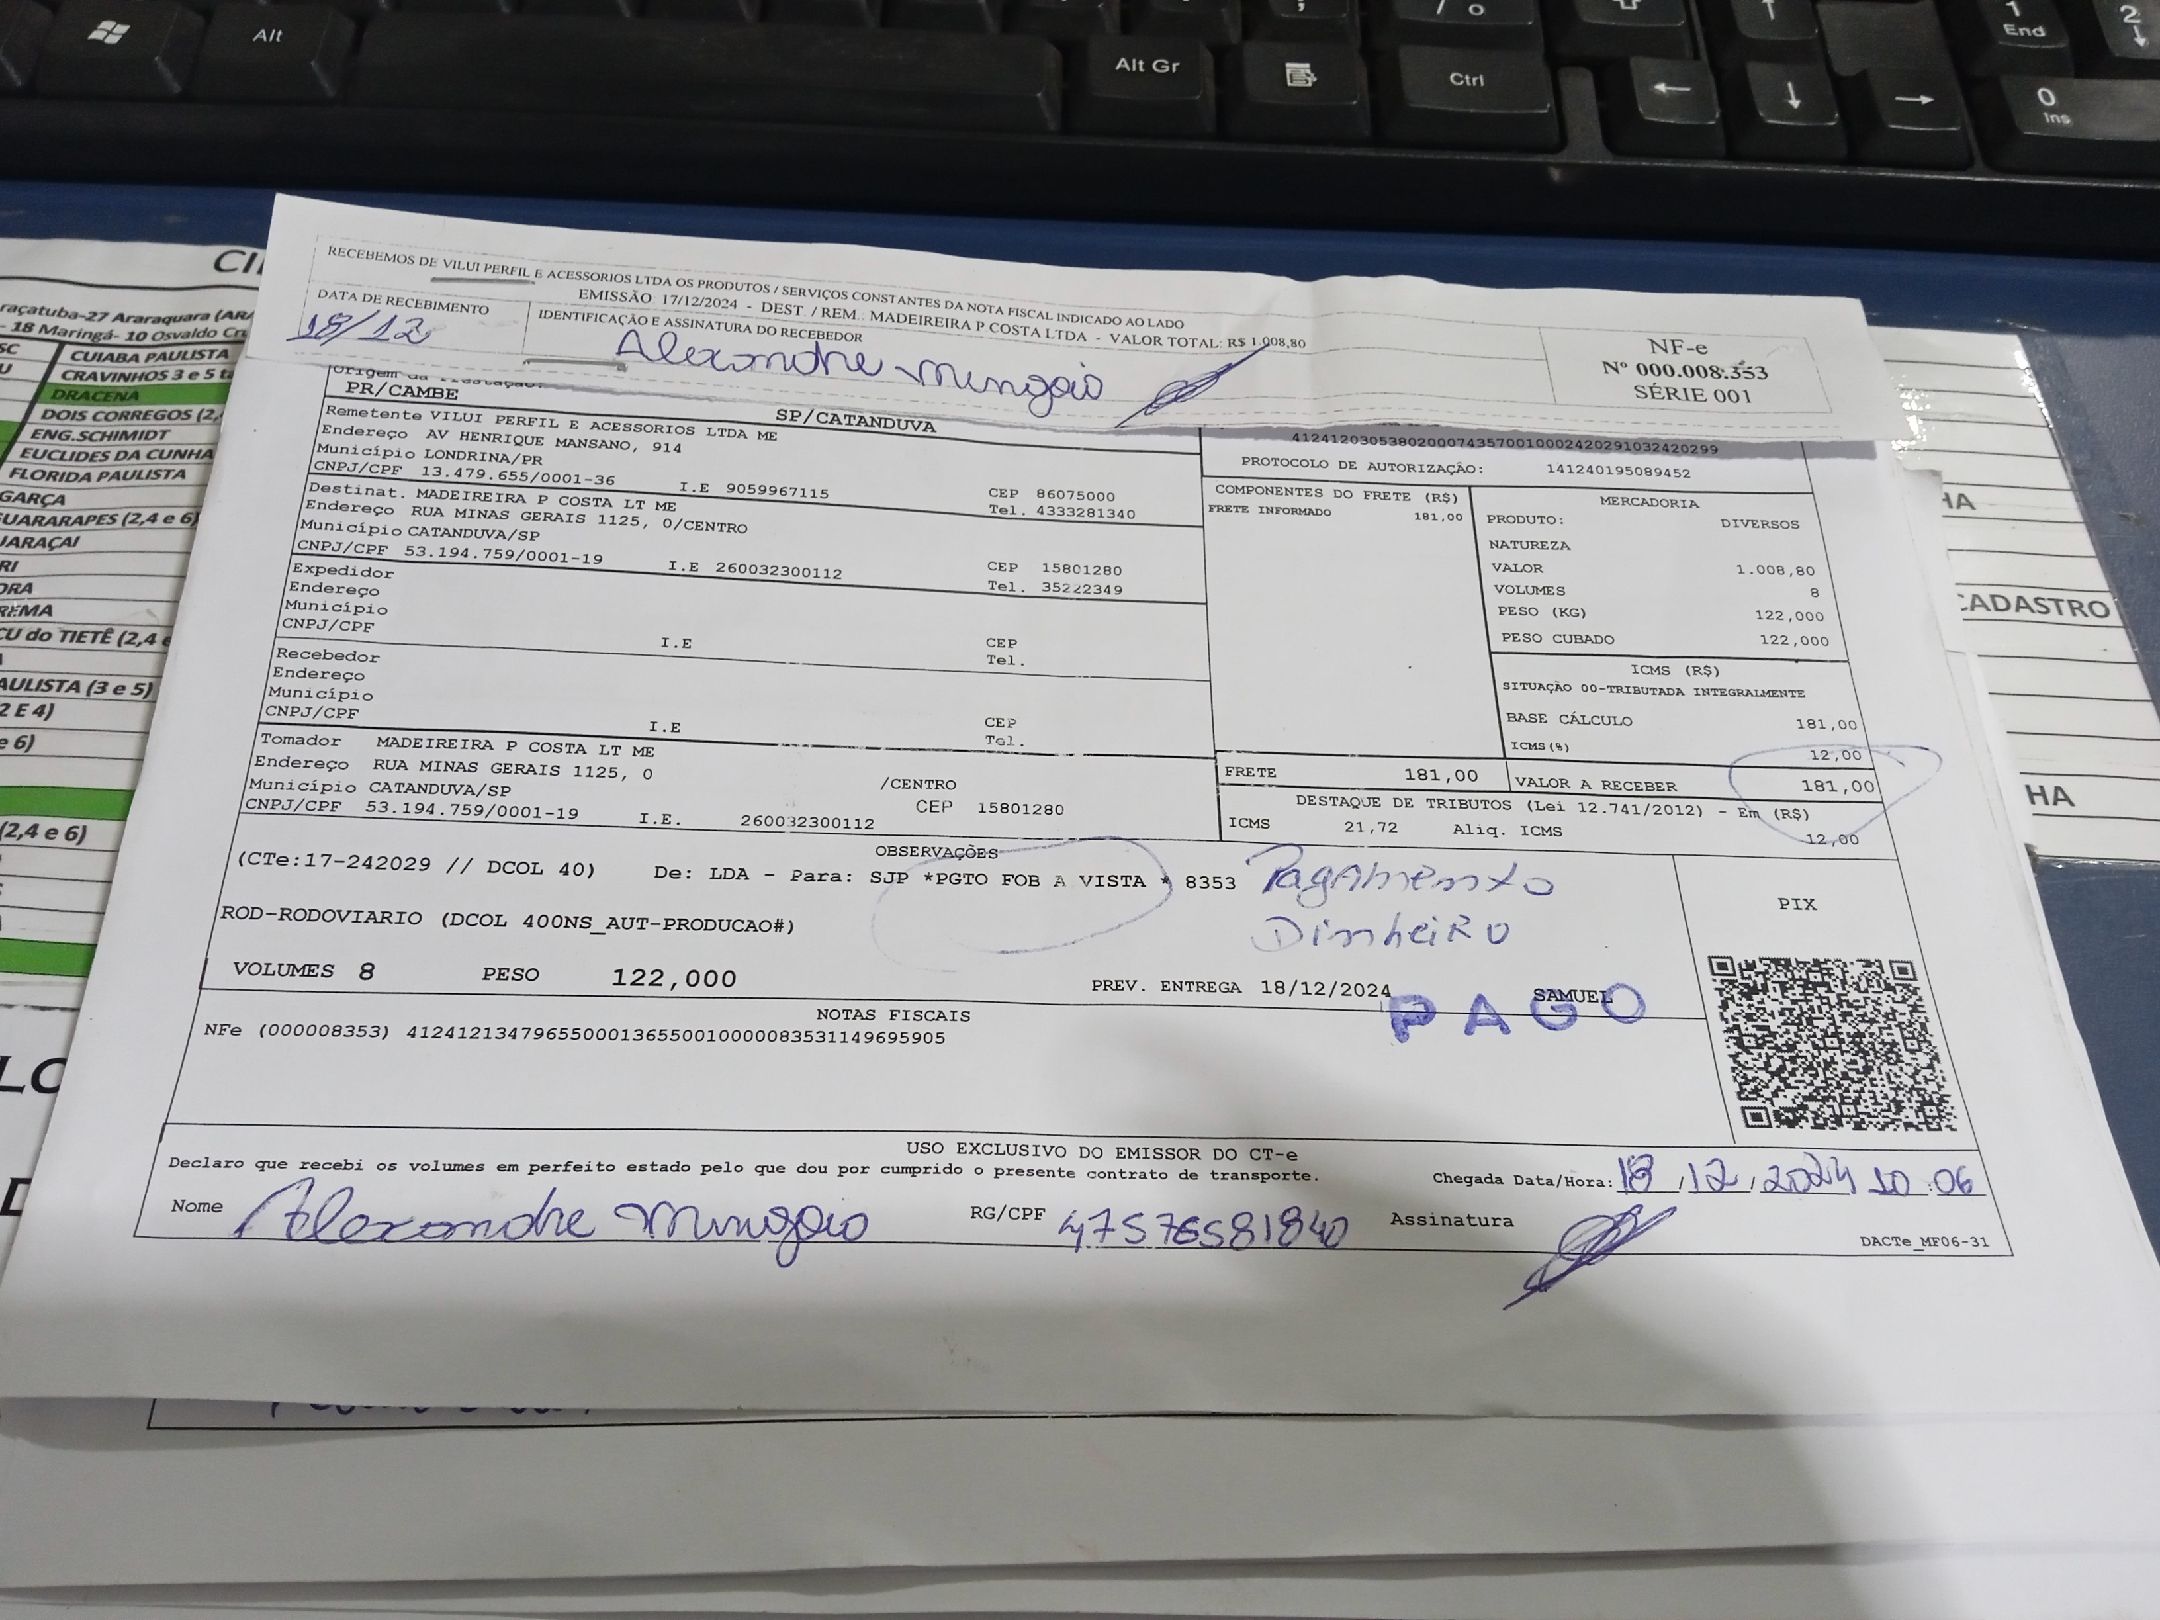 Alt
Alt Gr
Ctrl
End
Ins
RECEBEMOS DE VILUI PERFIL E ACESSORIOS LTDA OS PRODUTOS / SERVIÇOS CONSTANTES DA NOTA FISCAL INDICADO AO LADO
EMISSÃO: 17/12/2024 - DEST. / REM.: MADEIREIRA P COSTA LTDA - VALOR TOTAL: R$ 1.008,80
DATA DE RECEBIMENTO
18/12
IDENTIFICAÇÃO E ASSINATURA DO RECEBEDOR
Alexandre
NF-e
Nº 000.008.353
SÉRIE 001
PR/CAMBE
SP/CATANDUVA
Remetente VILUI PERFIL E ACESSORIOS LTDA ME
Endereço AV HENRIQUE MANSANO, 914
Município LONDRINA/PR
CNPJ/CPF 13.479.655/0001-36 I.E 9059967115 CEP 86075000
Tel. 4333281340
Destinat. MADEIREIRA P COSTA LT ME
Endereço RUA MINAS GERAIS 1125, 0/CENTRO
Município CATANDUVA/SP
CNPJ/CPF 53.194.759/0001-19 I.E 260032300112 CEP 15801280
Tel. 35222349
Expedidor
Endereço
Município
CNPJ/CPF I.E CEP
Tel.
Recebedor
Endereço
Município
CNPJ/CPF I.E CEP
Tel.
Tomador MADEIREIRA P COSTA LT ME
Endereço RUA MINAS GERAIS 1125, 0 /CENTRO
Município CATANDUVA/SP CEP 15801280
CNPJ/CPF 53.194.759/0001-19 I.E. 260032300112
PROTOCOLO DE AUTORIZAÇÃO: 141240195089452
COMPONENTES DO FRETE (R$)
FRETE INFORMADO 181,00
MERCADORIA
PRODUTO: DIVERSOS
NATUREZA
VALOR 1.008,80
VOLUMES 8
PESO (KG) 122,000
PESO CUBADO 122,000
ICMS (R$)
SITUAÇÃO 00-TRIBUTADA INTEGRALMENTE
BASE CÁLCULO 181,00
ICMS(%) 12,00
FRETE 181,00 VALOR A RECEBER 181,00
DESTAQUE DE TRIBUTOS (Lei 12.741/2012) - Em (R$)
ICMS 21,72 Aliq. ICMS 12,00
OBSERVAÇÕES
(CTe:17-242029 // DCOL 40) De: LDA - Para: SJP *PGTO FOB A VISTA * 8353
Pagamento
Dinheiro
PIX
ROD-RODOVIARIO (DCOL 400NS_AUT-PRODUCAO#)
VOLUMES 8 PESO 122,000 PREV. ENTREGA 18/12/2024 SAMUEL
PAGO
NOTAS FISCAIS
NFe (000008353) 41241213479655000136550010000083531149695905
USO EXCLUSIVO DO EMISSOR DO CT-e
Declaro que recebi os volumes em perfeito estado pelo que dou por cumprido o presente contrato de transporte.
Chegada Data/Hora: 18/12/2024 10:06
Nome Alexandre RG/CPF 47576581840 Assinatura
DACTe_MF06-31
CUIABA PAULISTA
DRACENA
ENG.SCHIMIDT
EUCLIDES DA CUNHA
FLORIDA PAULISTA
CADASTRO